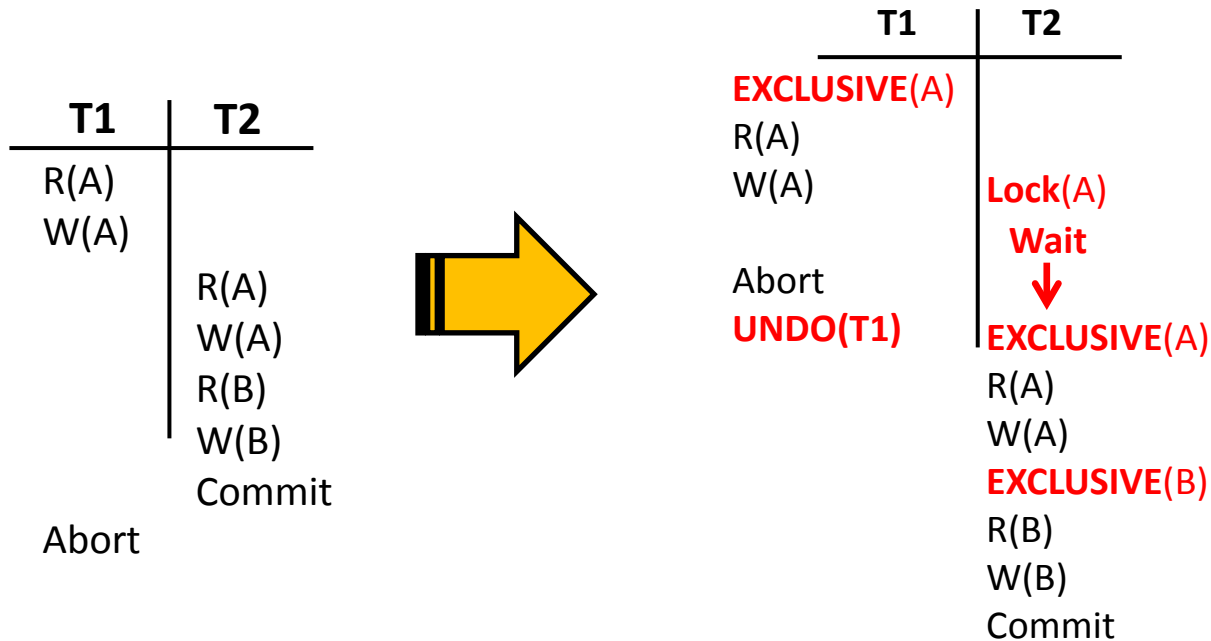 T1 T2
R(A)
W(A)
R(A)
W(A)
R(B)
W(B)
Commit
Abort
T1 T2
EXCLUSIVE(A)
R(A)
W(A) Lock(A)
Wait
Abort
UNDO(T1) EXCLUSIVE(A)
R(A)
W(A)
EXCLUSIVE(B)
R(B)
W(B)
Commit